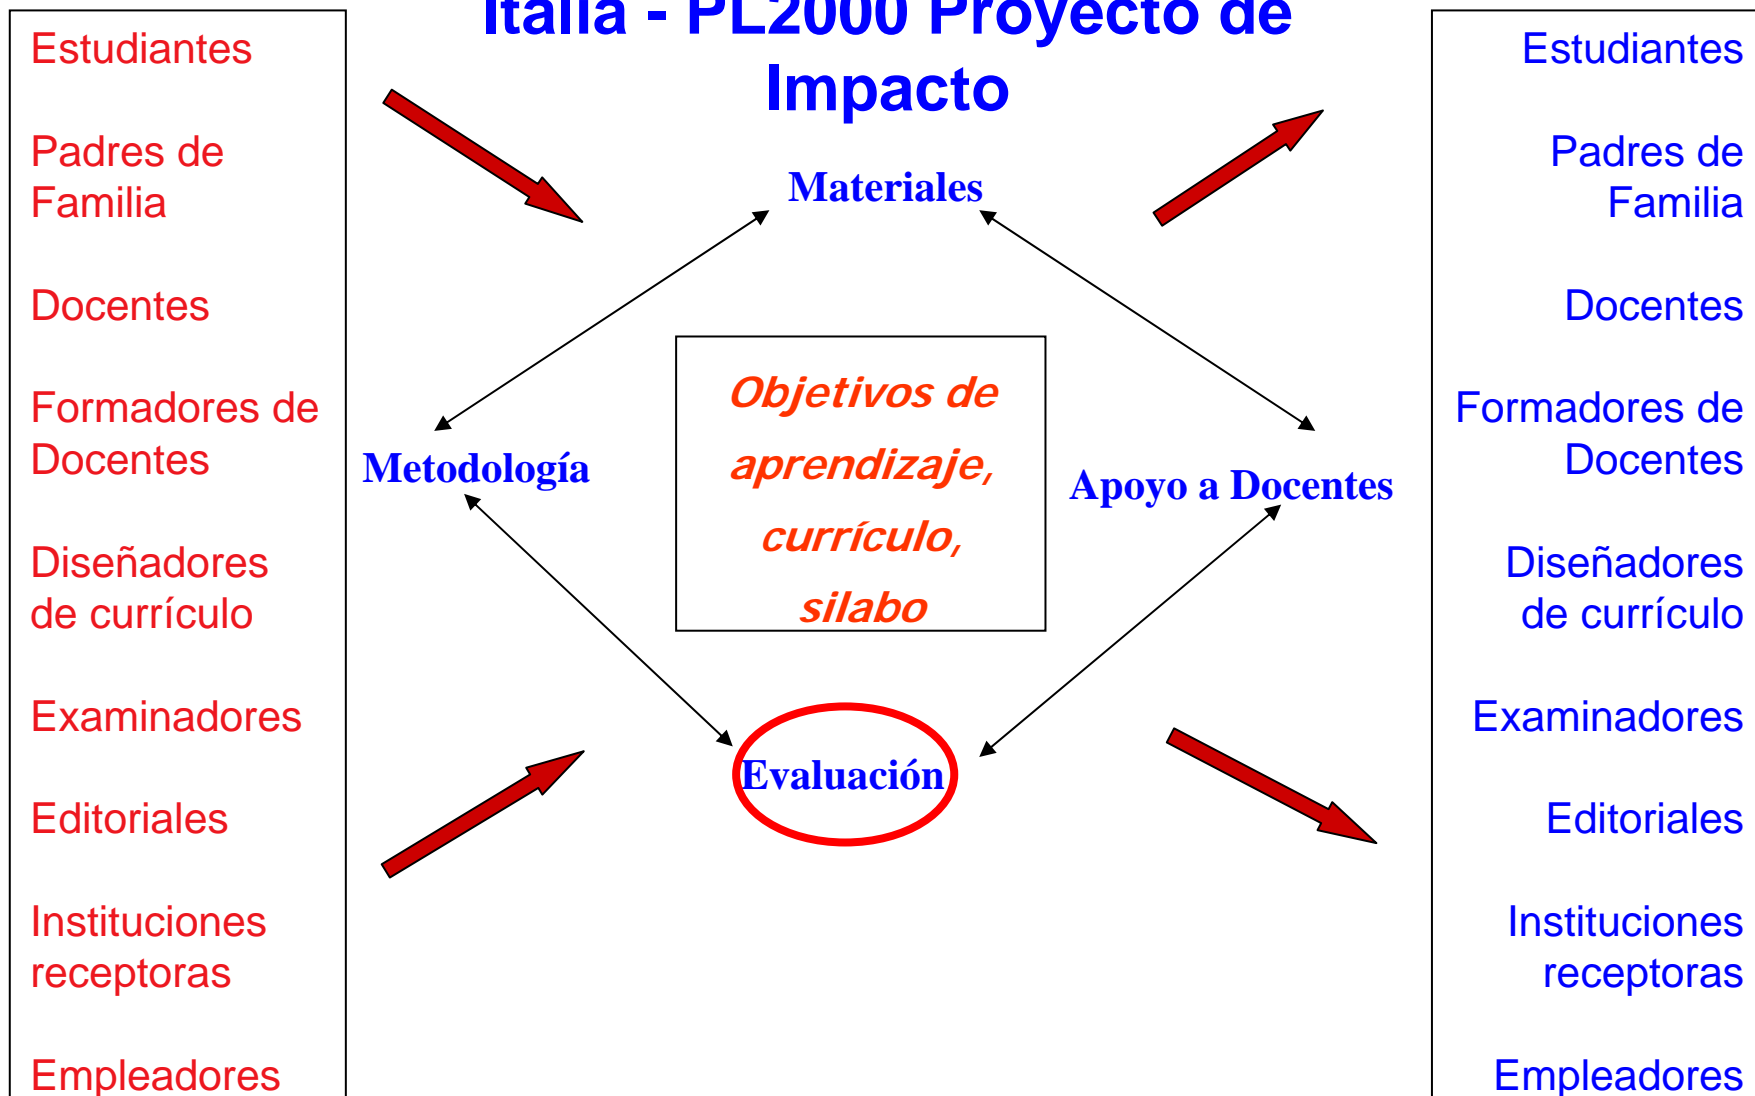 Italia - PL2000 Proyecto de
Impacto
Estudiantes
Padres de
Familia
Docentes
Formadores de
Docentes
Diseñadores
de currículo
Examinadores
Editoriales
Instituciones
receptoras
Empleadores
Materiales
Metodología
Objetivos de
aprendizaje,
currículo,
silabo
Apoyo a Docentes
Evaluación
Estudiantes
Padres de
Familia
Docentes
Formadores de
Docentes
Diseñadores
de currículo
Examinadores
Editoriales
Instituciones
receptoras
Empleadores